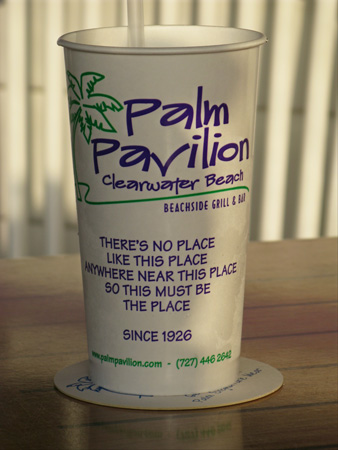 Palm
Pavilion
Clearwater Beach
BEACHSIDE GRILL & BAR
THERE'S NO PLACE
LIKE THIS PLACE
ANYWHERE NEAR THIS PLACE
SO THIS MUST BE
THE PLACE
SINCE 1926
www.palmpavilion.com - (727) 446 2642